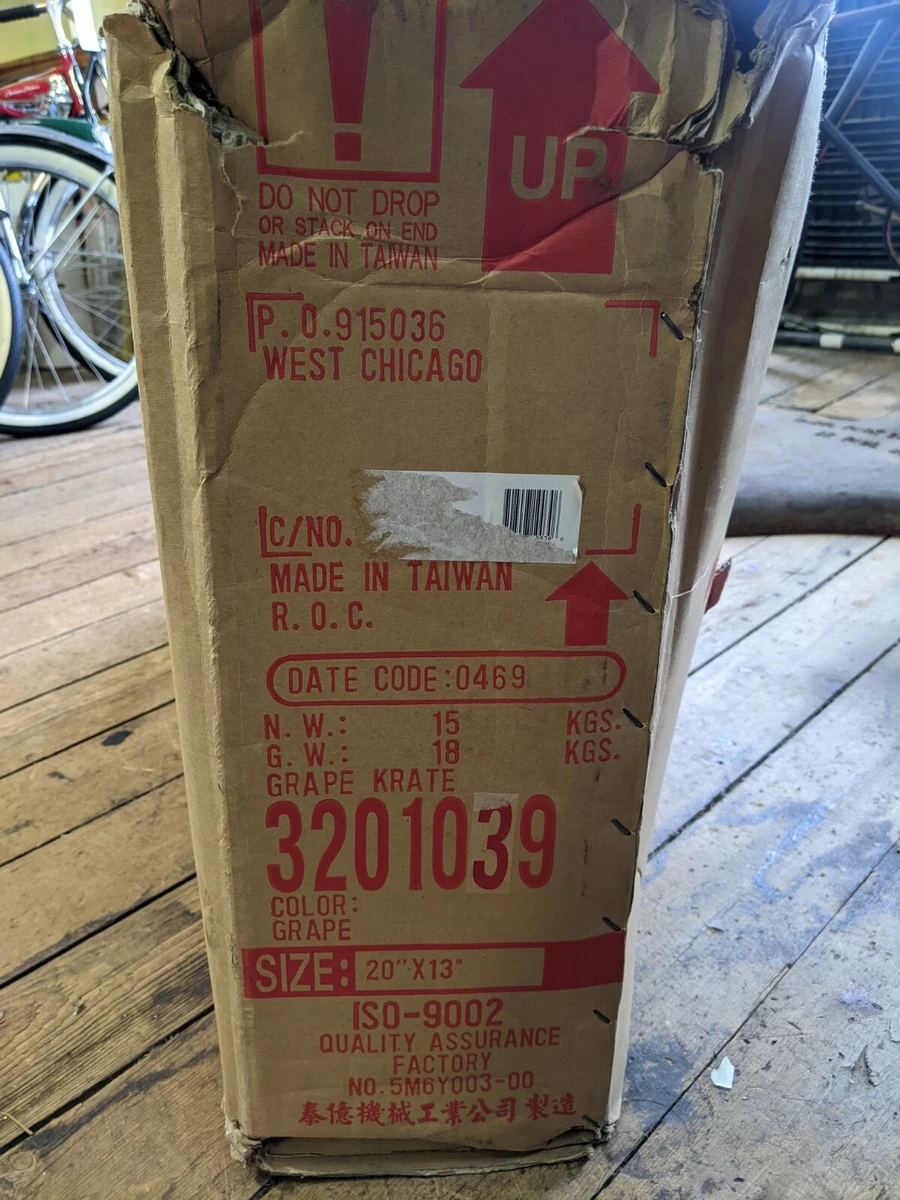 UP
DO NOT DROP
OR STACK ON END
MADE IN TAIWAN
P.O.915036
WEST CHICAGO
C/NO.
MADE IN TAIWAN
R.O.C.
DATE CODE:0469
N.W.: 15 KGS.
G.W.: 18 KGS.
GRAPE KRATE
3201039
COLOR:
GRAPE
SIZE: 20"X13"
ISO-9002
QUALITY ASSURANCE
FACTORY
NO.5M6Y003-00
泰億機械工業公司製造